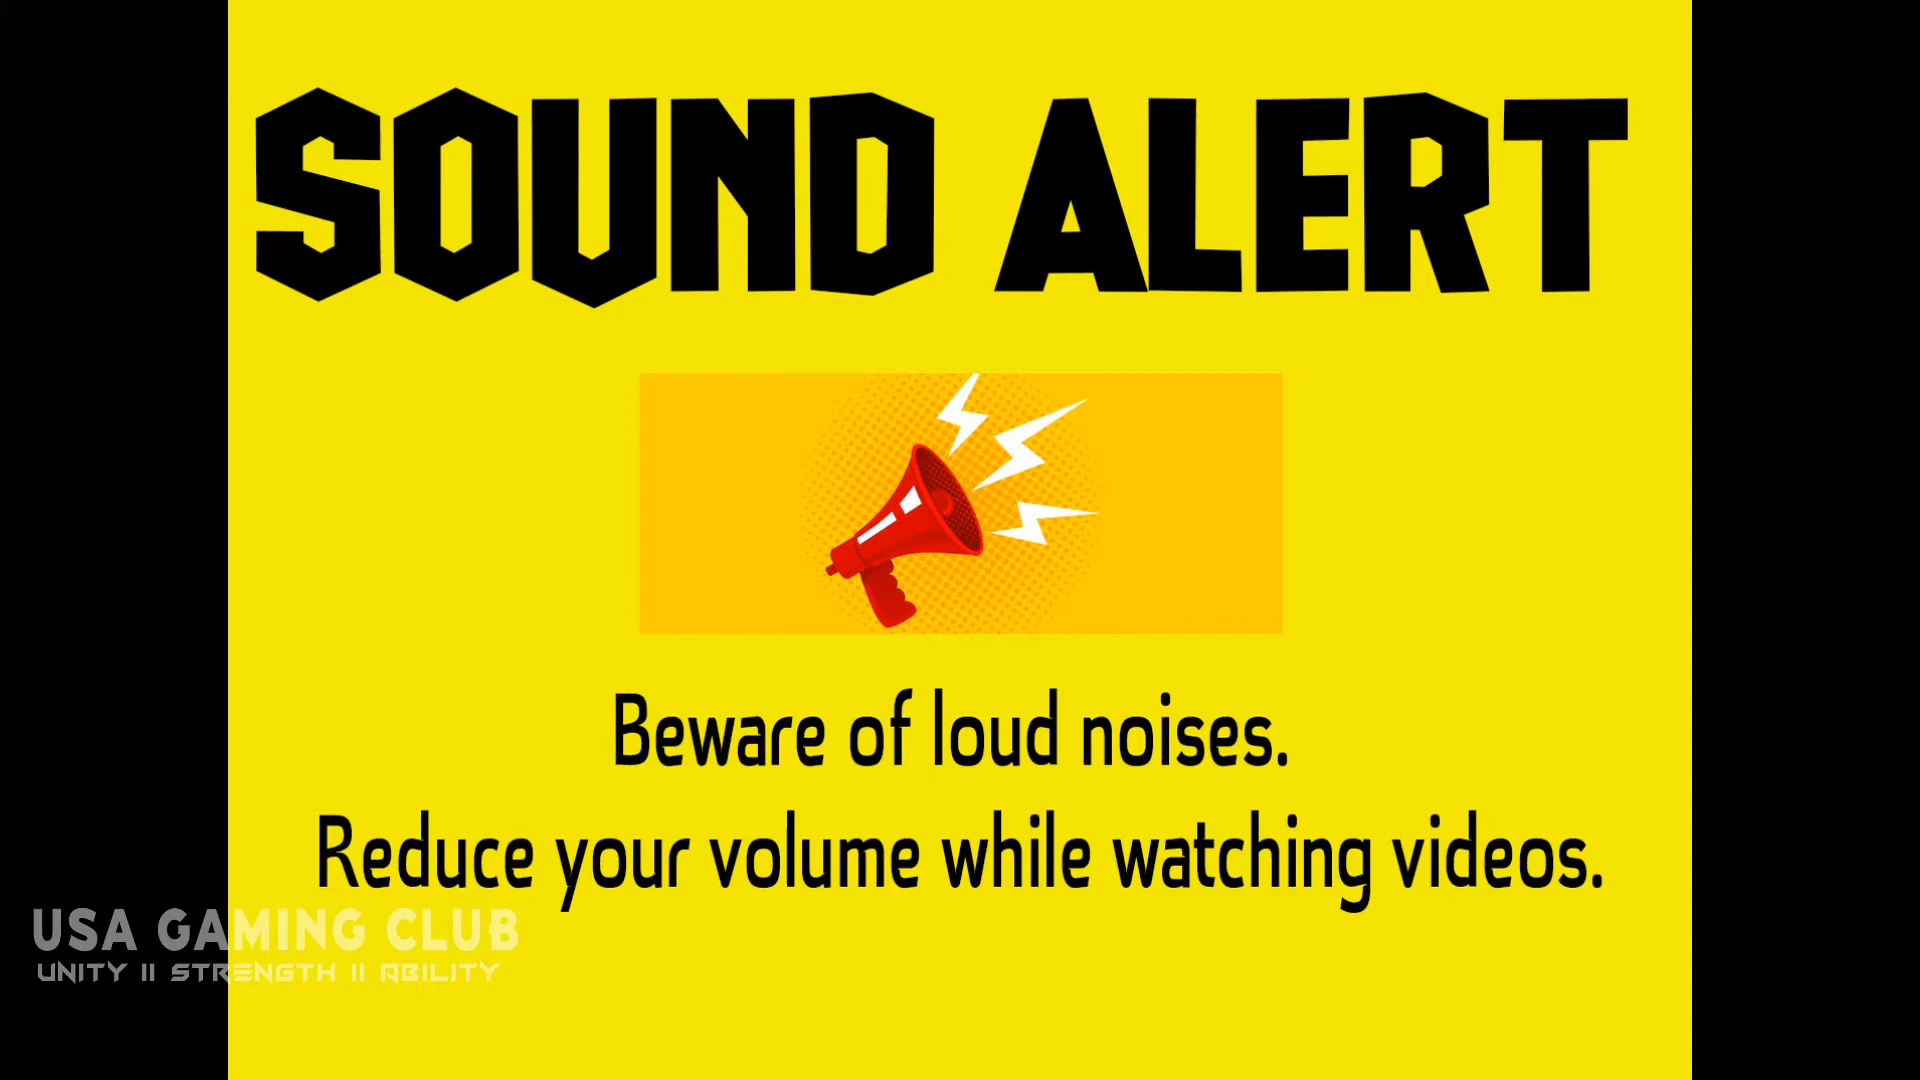 SOUND ALERT
Beware of loud noises.
Reduce your volume while watching videos.
USA GAMING CLUB
UNITY II STRENGTH II ABILITY